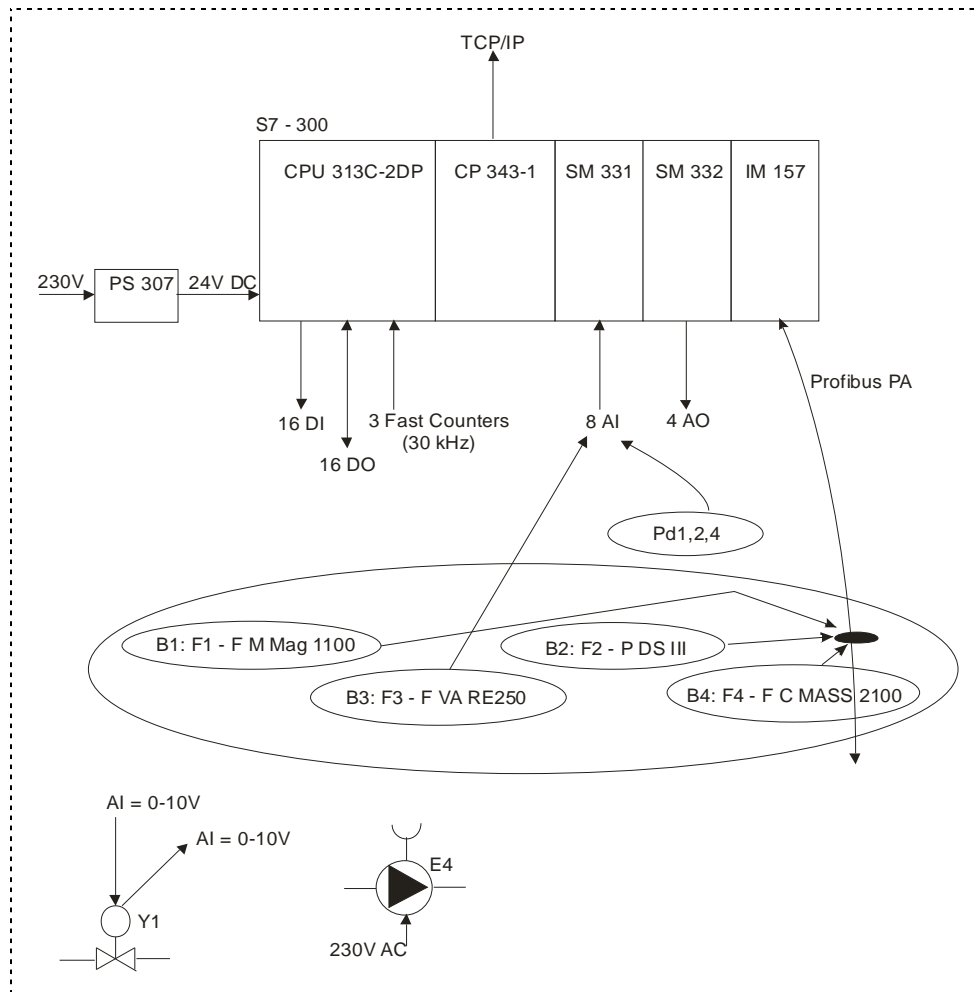 TCP/IP
S7 - 300
CPU 313C-2DP
CP 343-1
SM 331
SM 332
IM 157
230V
PS 307
24V DC
Profibus PA
16 DI
3 Fast Counters
(30 kHz)
8 AI
4 AO
16 DO
Pd1,2,4
B1: F1 - F M Mag 1100
B2: F2 - P DS III
B3: F3 - F VA RE250
B4: F4 - F C MASS 2100
AI = 0-10V
AI = 0-10V
E4
Y1
230V AC